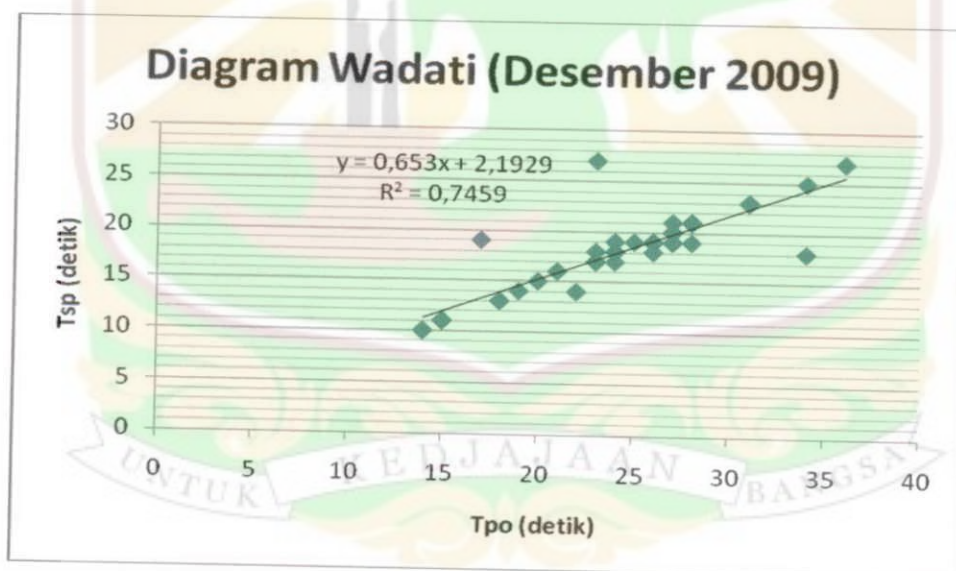 Diagram Wadati (Desember 2009)
30
25
20
15
10
5
0
y = 0,653x + 2,1929
R² = 0,7459
Tsp (detik)
0 5 10 15 20 25 30 35 40
Tpo (detik)
UNTUK KEDJAJAAN BANGSA